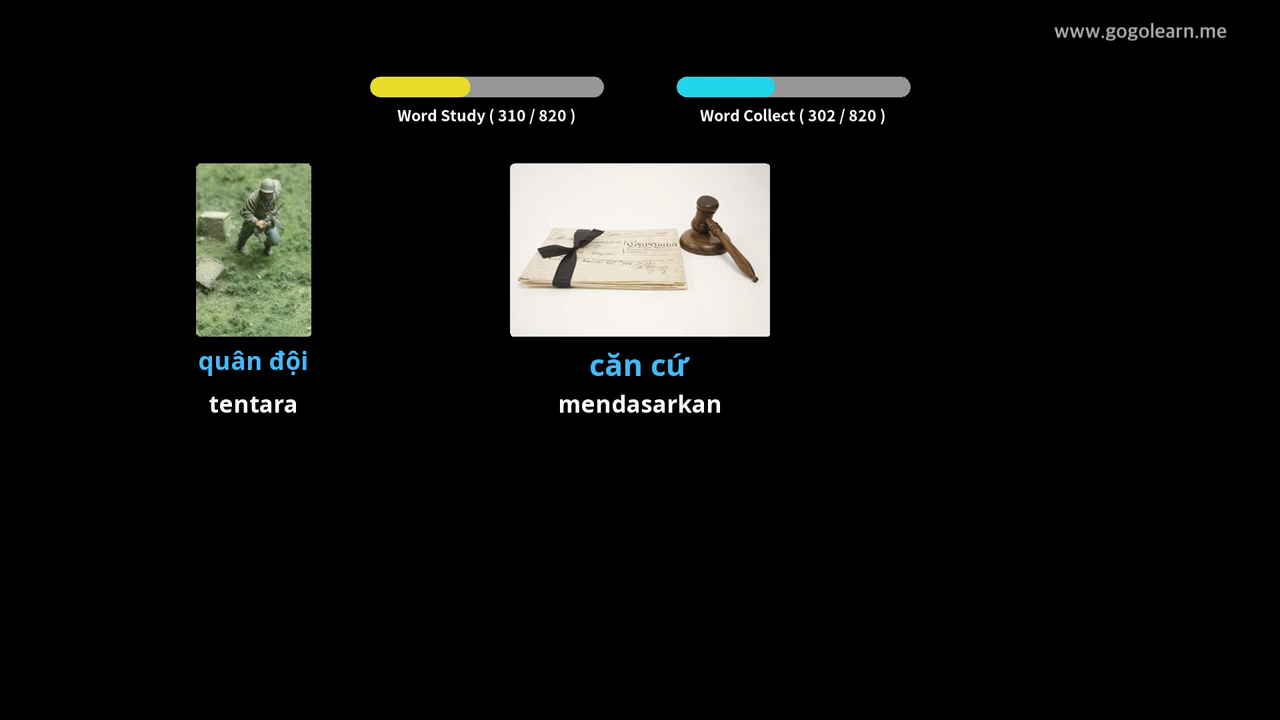 www.gogolearn.me
Word Study ( 310 / 820 )
Word Collect ( 302 / 820 )
quân đội
tentara
căn cứ
mendasarkan